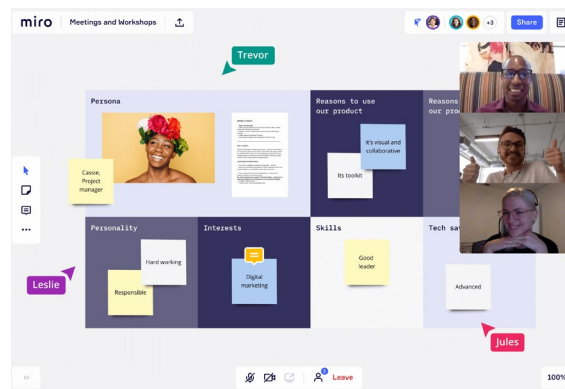 miro
Meetings and Workshops
+3
Share
Trevor
Persona
Reasons to use
our product
Reasons
our pro
It's visual and
collaborative
Its toolkit
Cassie,
Project
manager
Personality
Interests
Skills
Tech sa
Hard working
Responsible
Digital
marketing
Good
leader
Advanced
Leslie
Jules
Leave
100%